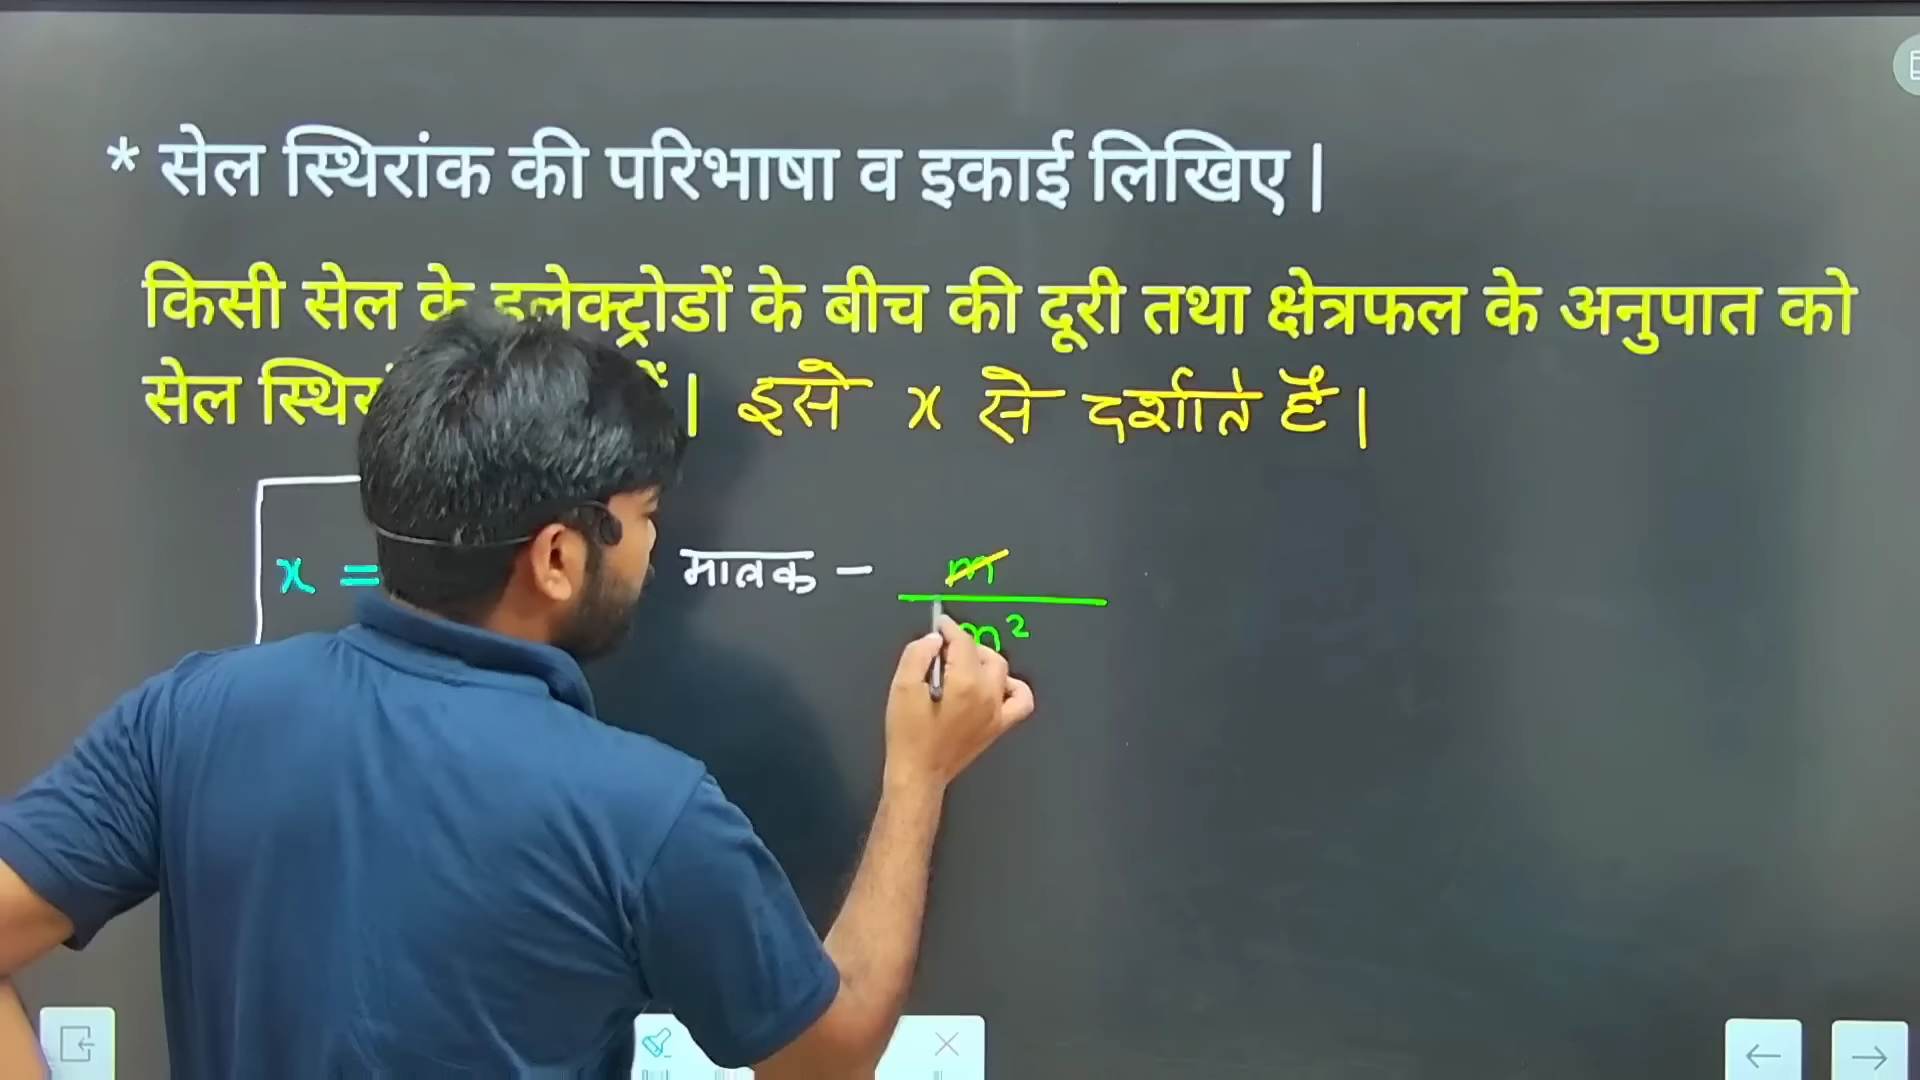 * सेल स्थिरांक की परिभाषा व इकाई लिखिए |
किसी सेल के इलेक्ट्रोडों के बीच की दूरी तथा क्षेत्रफल के अनुपात को
सेल | इसे x से दर्शाते हैं |
x = मात्रक - m
m²